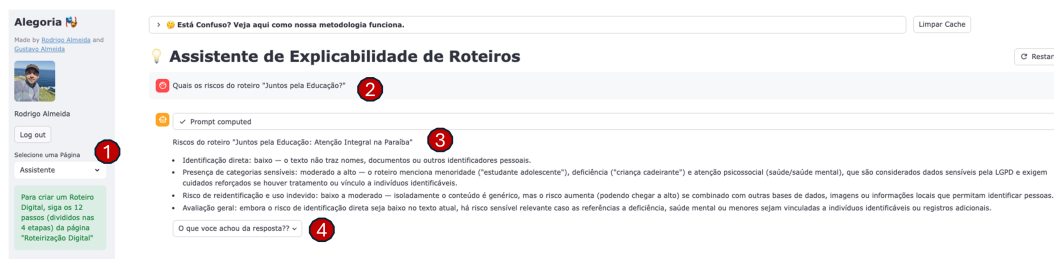 Alegoria
Made by Rodrigo Almeida and
Gustavo Almeida
Rodrigo Almeida
Log out
Selecione uma Página
1
Assistente
Para criar um Roteiro
Digital, siga os 12
passos (divididos nas
4 etapas) da página
"Roteirização Digital"
Está Confuso? Veja aqui como nossa metodologia funciona.
Limpar Cache
Assistente de Explicabilidade de Roteiros
Restar
Quais os riscos do roteiro "Juntos pela Educação?"
2
Prompt computed
Riscos do roteiro "Juntos pela Educação: Atenção Integral na Paraíba"
3
• Identificação direta: baixo — o texto não traz nomes, documentos ou outros identificadores pessoais.
• Presença de categorias sensíveis: moderado a alto — o roteiro menciona menoridade ("estudante adolescente"), deficiência ("criança cadeirante") e atenção psicossocial (saúde/saúde mental), que são considerados dados sensíveis pela LGPD e exigem
cuidados reforçados se houver tratamento ou vínculo a indivíduos identificáveis.
• Risco de reidentificação e uso indevido: baixo a moderado — isoladamente o conteúdo é genérico, mas o risco aumenta (podendo chegar a alto) se combinado com outras bases de dados, imagens ou informações locais que permitam identificar pessoas.
• Avaliação geral: embora o risco de identificação direta seja baixo no texto atual, há risco sensível relevante caso as referências a deficiência, saúde mental ou menores sejam vinculadas a indivíduos identificáveis ou registros adicionais.
O que voce achou da resposta??
4